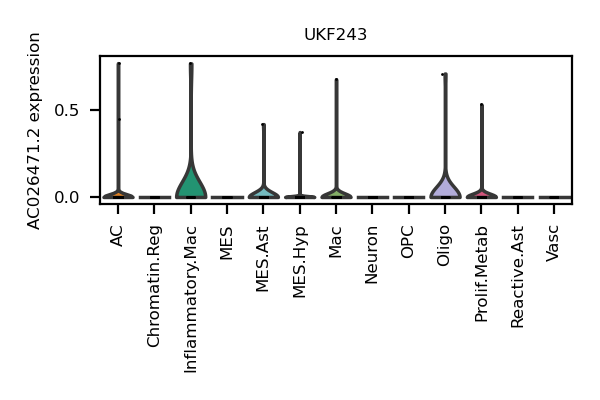 UKF243
AC026471.2 expression
0.5
0.0
AC
Chromatin.Reg
Inflammatory.Mac
MES
MES.Ast
MES.Hyp
Mac
Neuron
OPC
Oligo
Prolif.Metab
Reactive.Ast
Vasc